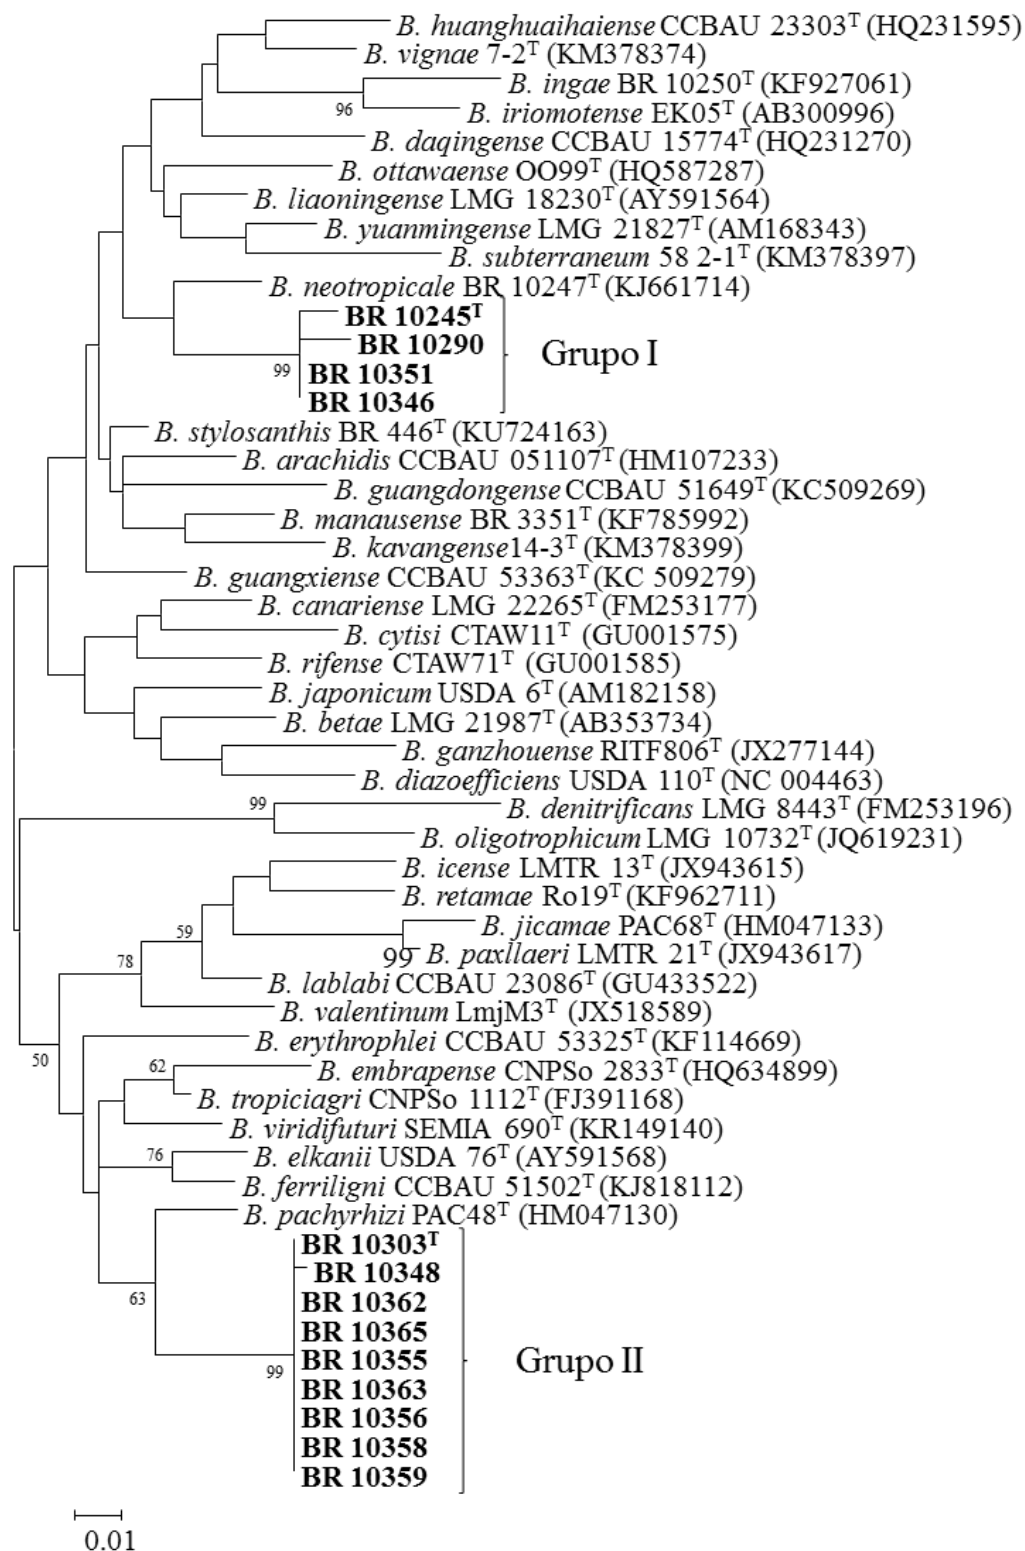 B. huanghuaihaiense CCBAU 23303T (HQ231595)
B. vignae 7-2T (KM378374)
B. ingae BR 10250T (KF927061)
96
B. iriomotense EK05T (AB300996)
B. daqingense CCBAU 15774T (HQ231270)
B. ottawaense OO99T (HQ587287)
B. liaoningense LMG 18230T (AY591564)
B. yuanmingense LMG 21827T (AM168343)
B. subterraneum 58 2-1T (KM378397)
B. neotropicale BR 10247T (KJ661714)
BR 10245T
BR 10290
Grupo I
99
BR 10351
BR 10346
B. stylosanthis BR 446T (KU724163)
B. arachidis CCBAU 051107T (HM107233)
B. guangdongense CCBAU 51649T (KC509269)
B. manausense BR 3351T (KF785992)
B. kavangense14-3T (KM378399)
B. guangxiense CCBAU 53363T (KC 509279)
B. canariense LMG 22265T (FM253177)
B. cytisi CTAW11T (GU001575)
B. rifense CTAW71T (GU001585)
B. japonicum USDA 6T (AM182158)
B. betae LMG 21987T (AB353734)
B. ganzhouense RITF806T (JX277144)
B. diazoefficiens USDA 110T (NC 004463)
99
B. denitrificans LMG 8443T (FM253196)
B. oligotrophicum LMG 10732T (JQ619231)
B. icense LMTR 13T (JX943615)
B. retamae Ro19T (KF962711)
59
B. jicamae PAC68T (HM047133)
99
B. paxllaeri LMTR 21T (JX943617)
78
B. lablabi CCBAU 23086T (GU433522)
B. valentinum LmjM3T (JX518589)
B. erythrophlei CCBAU 53325T (KF114669)
50
62
B. embrapense CNPSo 2833T (HQ634899)
B. tropiciagri CNPSo 1112T (FJ391168)
B. viridifuturi SEMIA 690T (KR149140)
76
B. elkanii USDA 76T (AY591568)
B. ferriligni CCBAU 51502T (KJ818112)
B. pachyrhizi PAC48T (HM047130)
BR 10303T
BR 10348
63
BR 10362
BR 10365
BR 10355
Grupo II
99
BR 10363
BR 10356
BR 10358
BR 10359
0.01